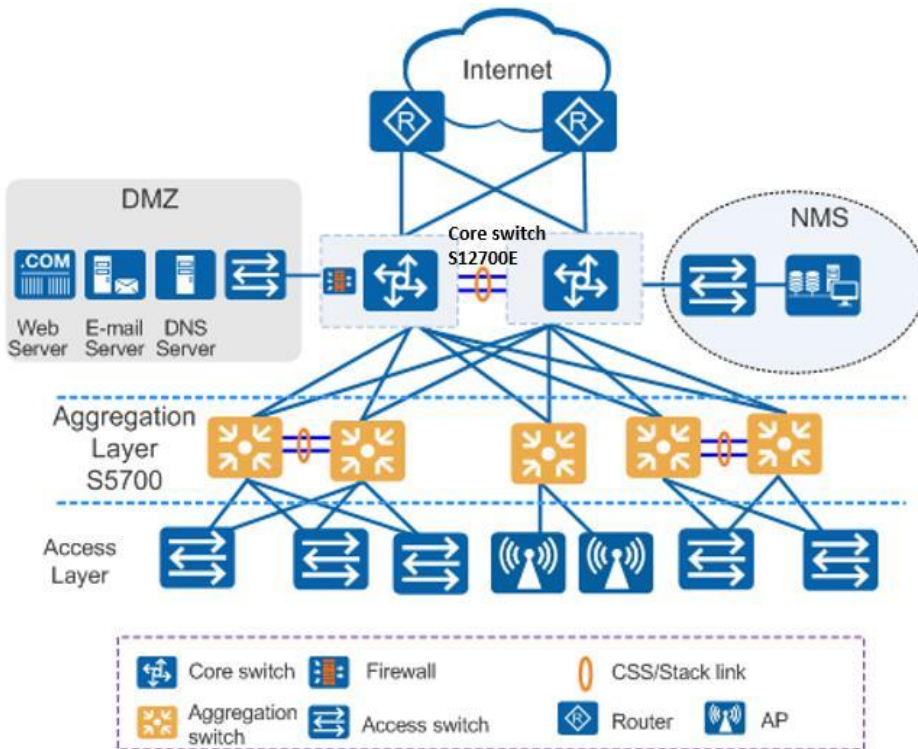 Internet
R
R
DMZ
.COM
Web
Server
E-mail
Server
DNS
Server
Core switch
S12700E
NMS
Aggregation
Layer
S5700
Access
Layer
Core switch
Firewall
CSS/Stack link
Aggregation
switch
Access switch
R
Router
AP